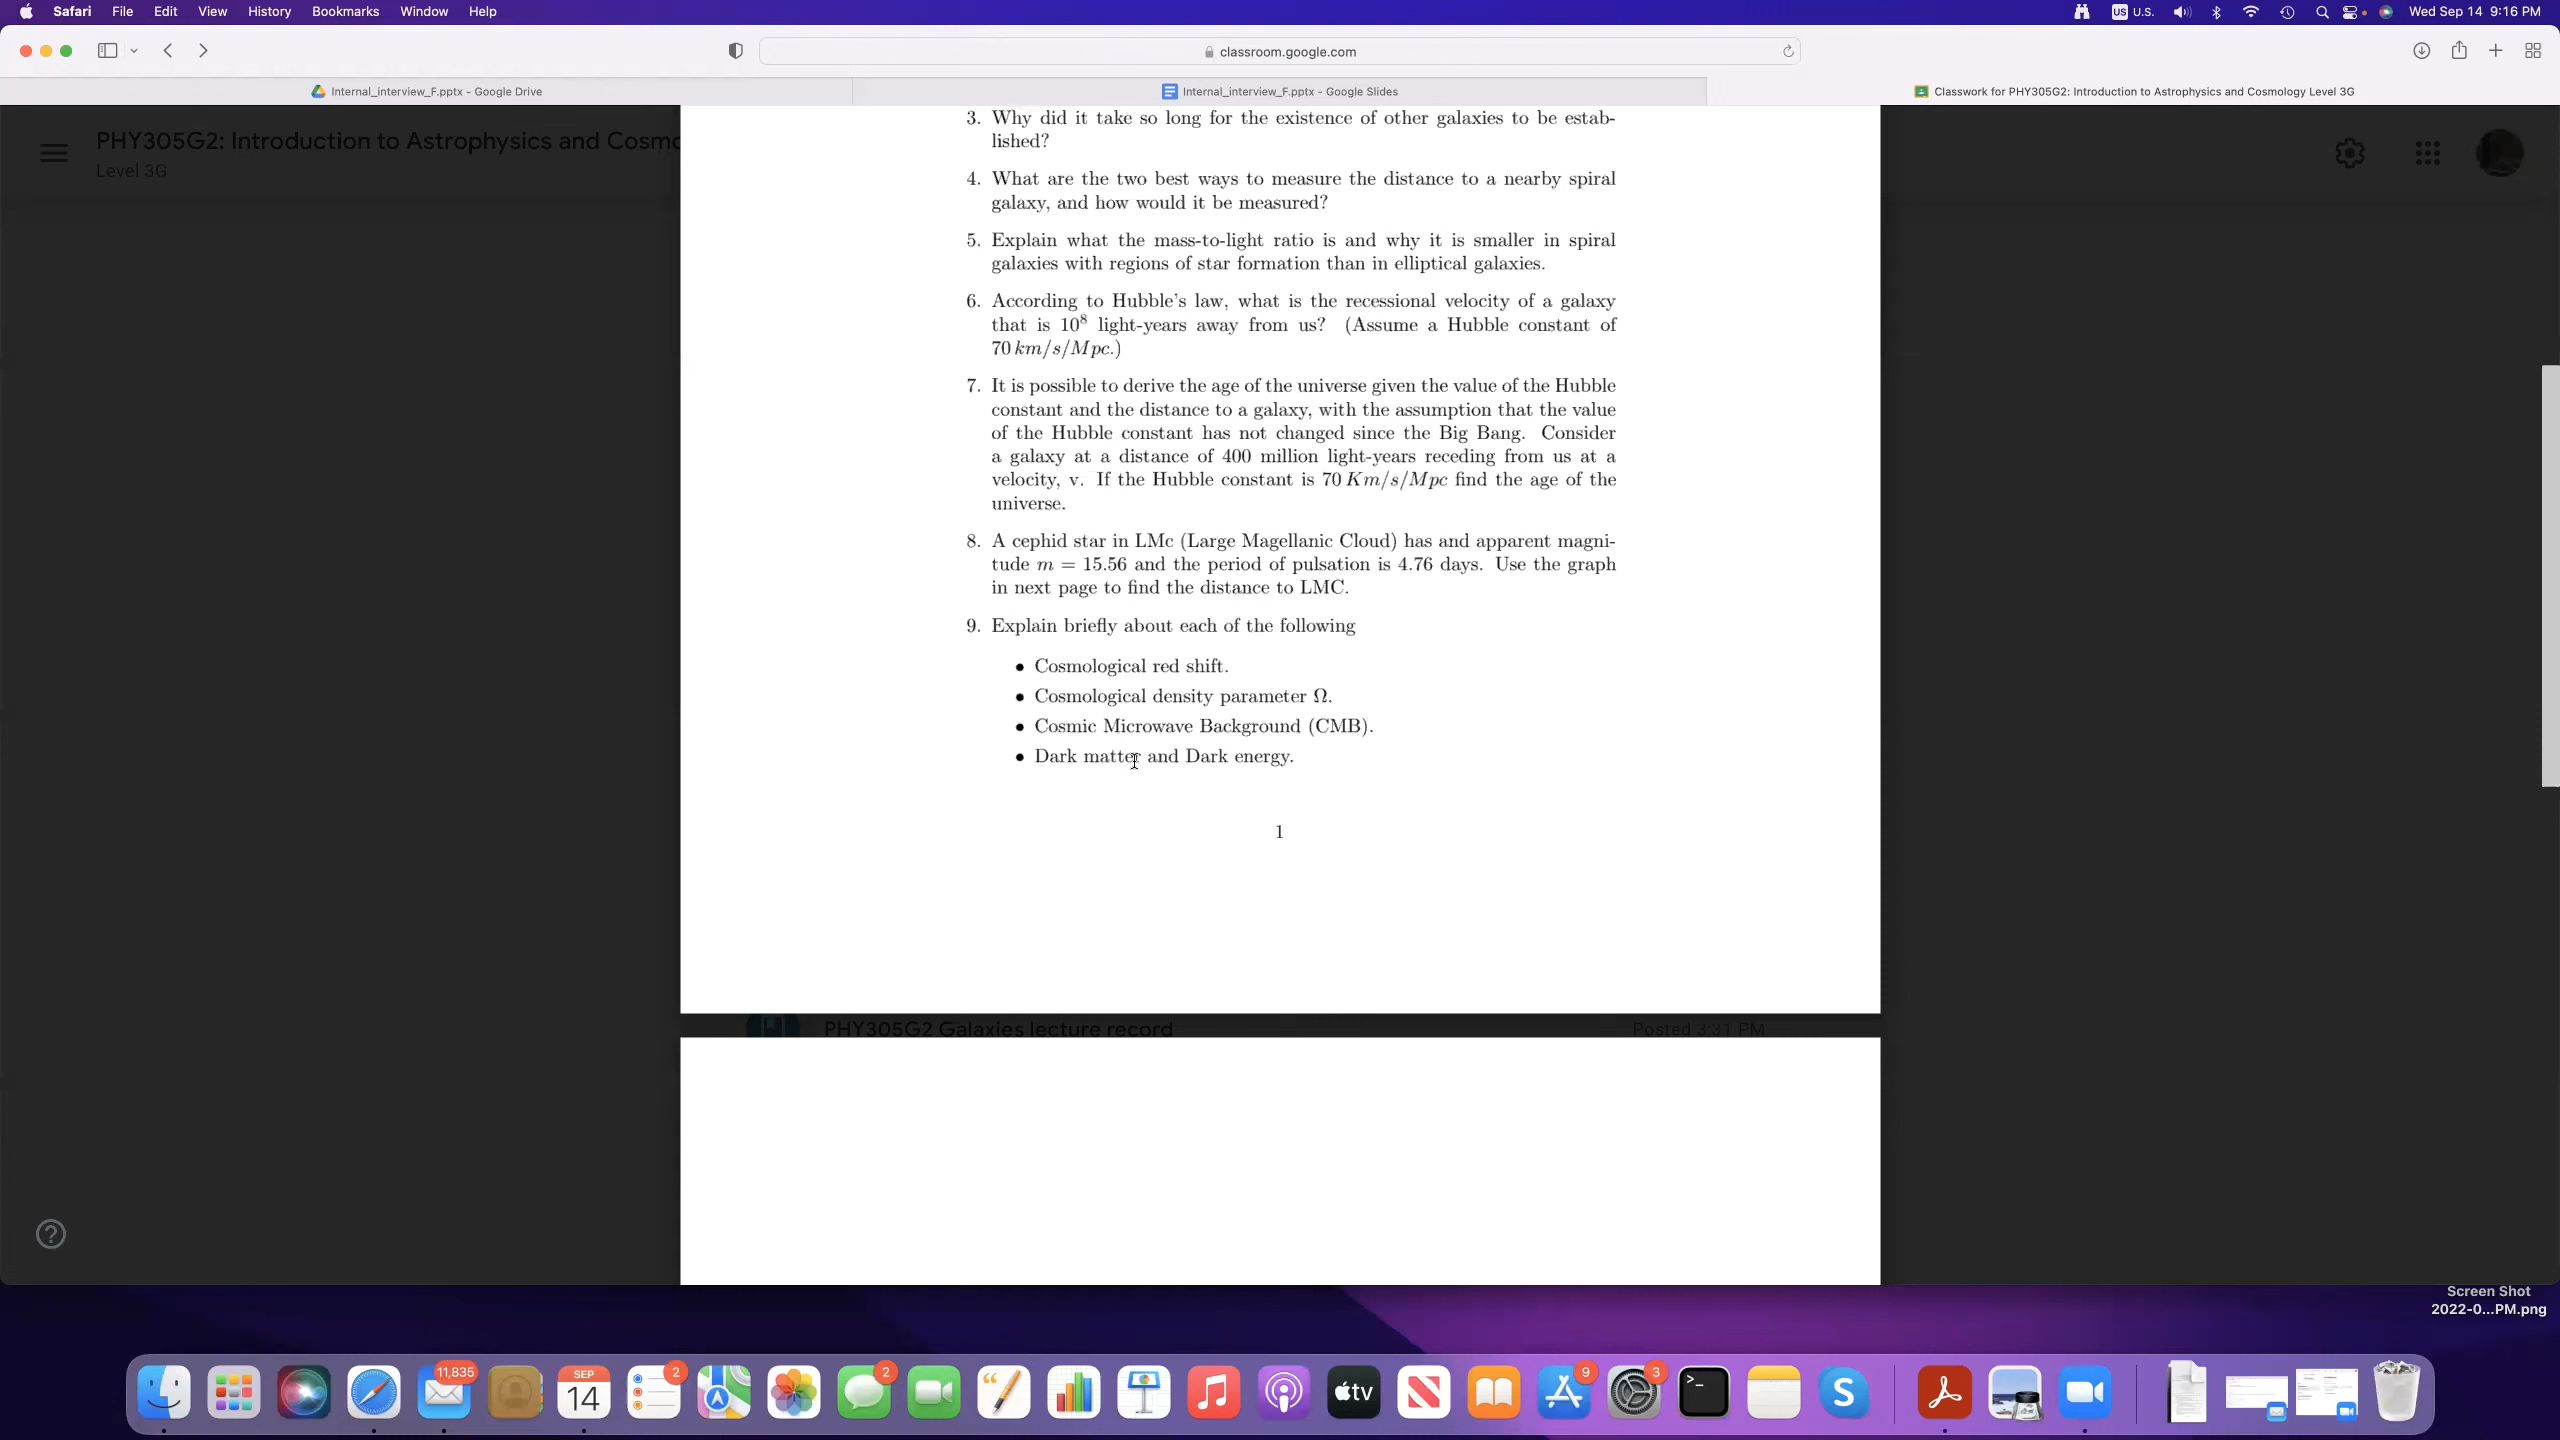 Safari File Edit View History Bookmarks Window Help
US U.S. Wed Sep 14 9:16 PM
classroom.google.com
Internal_interview_F.pptx - Google Drive
Internal_interview_F.pptx - Google Slides
Classwork for PHY305G2: Introduction to Astrophysics and Cosmology Level 3G
PHY305G2: Introduction to Astrophysics and Cosmo
Level 3G
3. Why did it take so long for the existence of other galaxies to be estab-
lished?
4. What are the two best ways to measure the distance to a nearby spiral
galaxy, and how would it be measured?
5. Explain what the mass-to-light ratio is and why it is smaller in spiral
galaxies with regions of star formation than in elliptical galaxies.
6. According to Hubble's law, what is the recessional velocity of a galaxy
that is 10⁸ light-years away from us? (Assume a Hubble constant of
70 km/s/Mpc.)
7. It is possible to derive the age of the universe given the value of the Hubble
constant and the distance to a galaxy, with the assumption that the value
of the Hubble constant has not changed since the Big Bang. Consider
a galaxy at a distance of 400 million light-years receding from us at a
velocity, v. If the Hubble constant is 70 Km/s/Mpc find the age of the
universe.
8. A cephid star in LMc (Large Magellanic Cloud) has and apparent magni-
tude m = 15.56 and the period of pulsation is 4.76 days. Use the graph
in next page to find the distance to LMC.
9. Explain briefly about each of the following
• Cosmological red shift.
• Cosmological density parameter Ω.
• Cosmic Microwave Background (CMB).
• Dark matter and Dark energy.
1
PHY305G2 Galaxies lecture record Posted 3:31 PM
Screen Shot
2022-0...PM.png
11,835
SEP
14
2
2
tv
9
3
>_
S